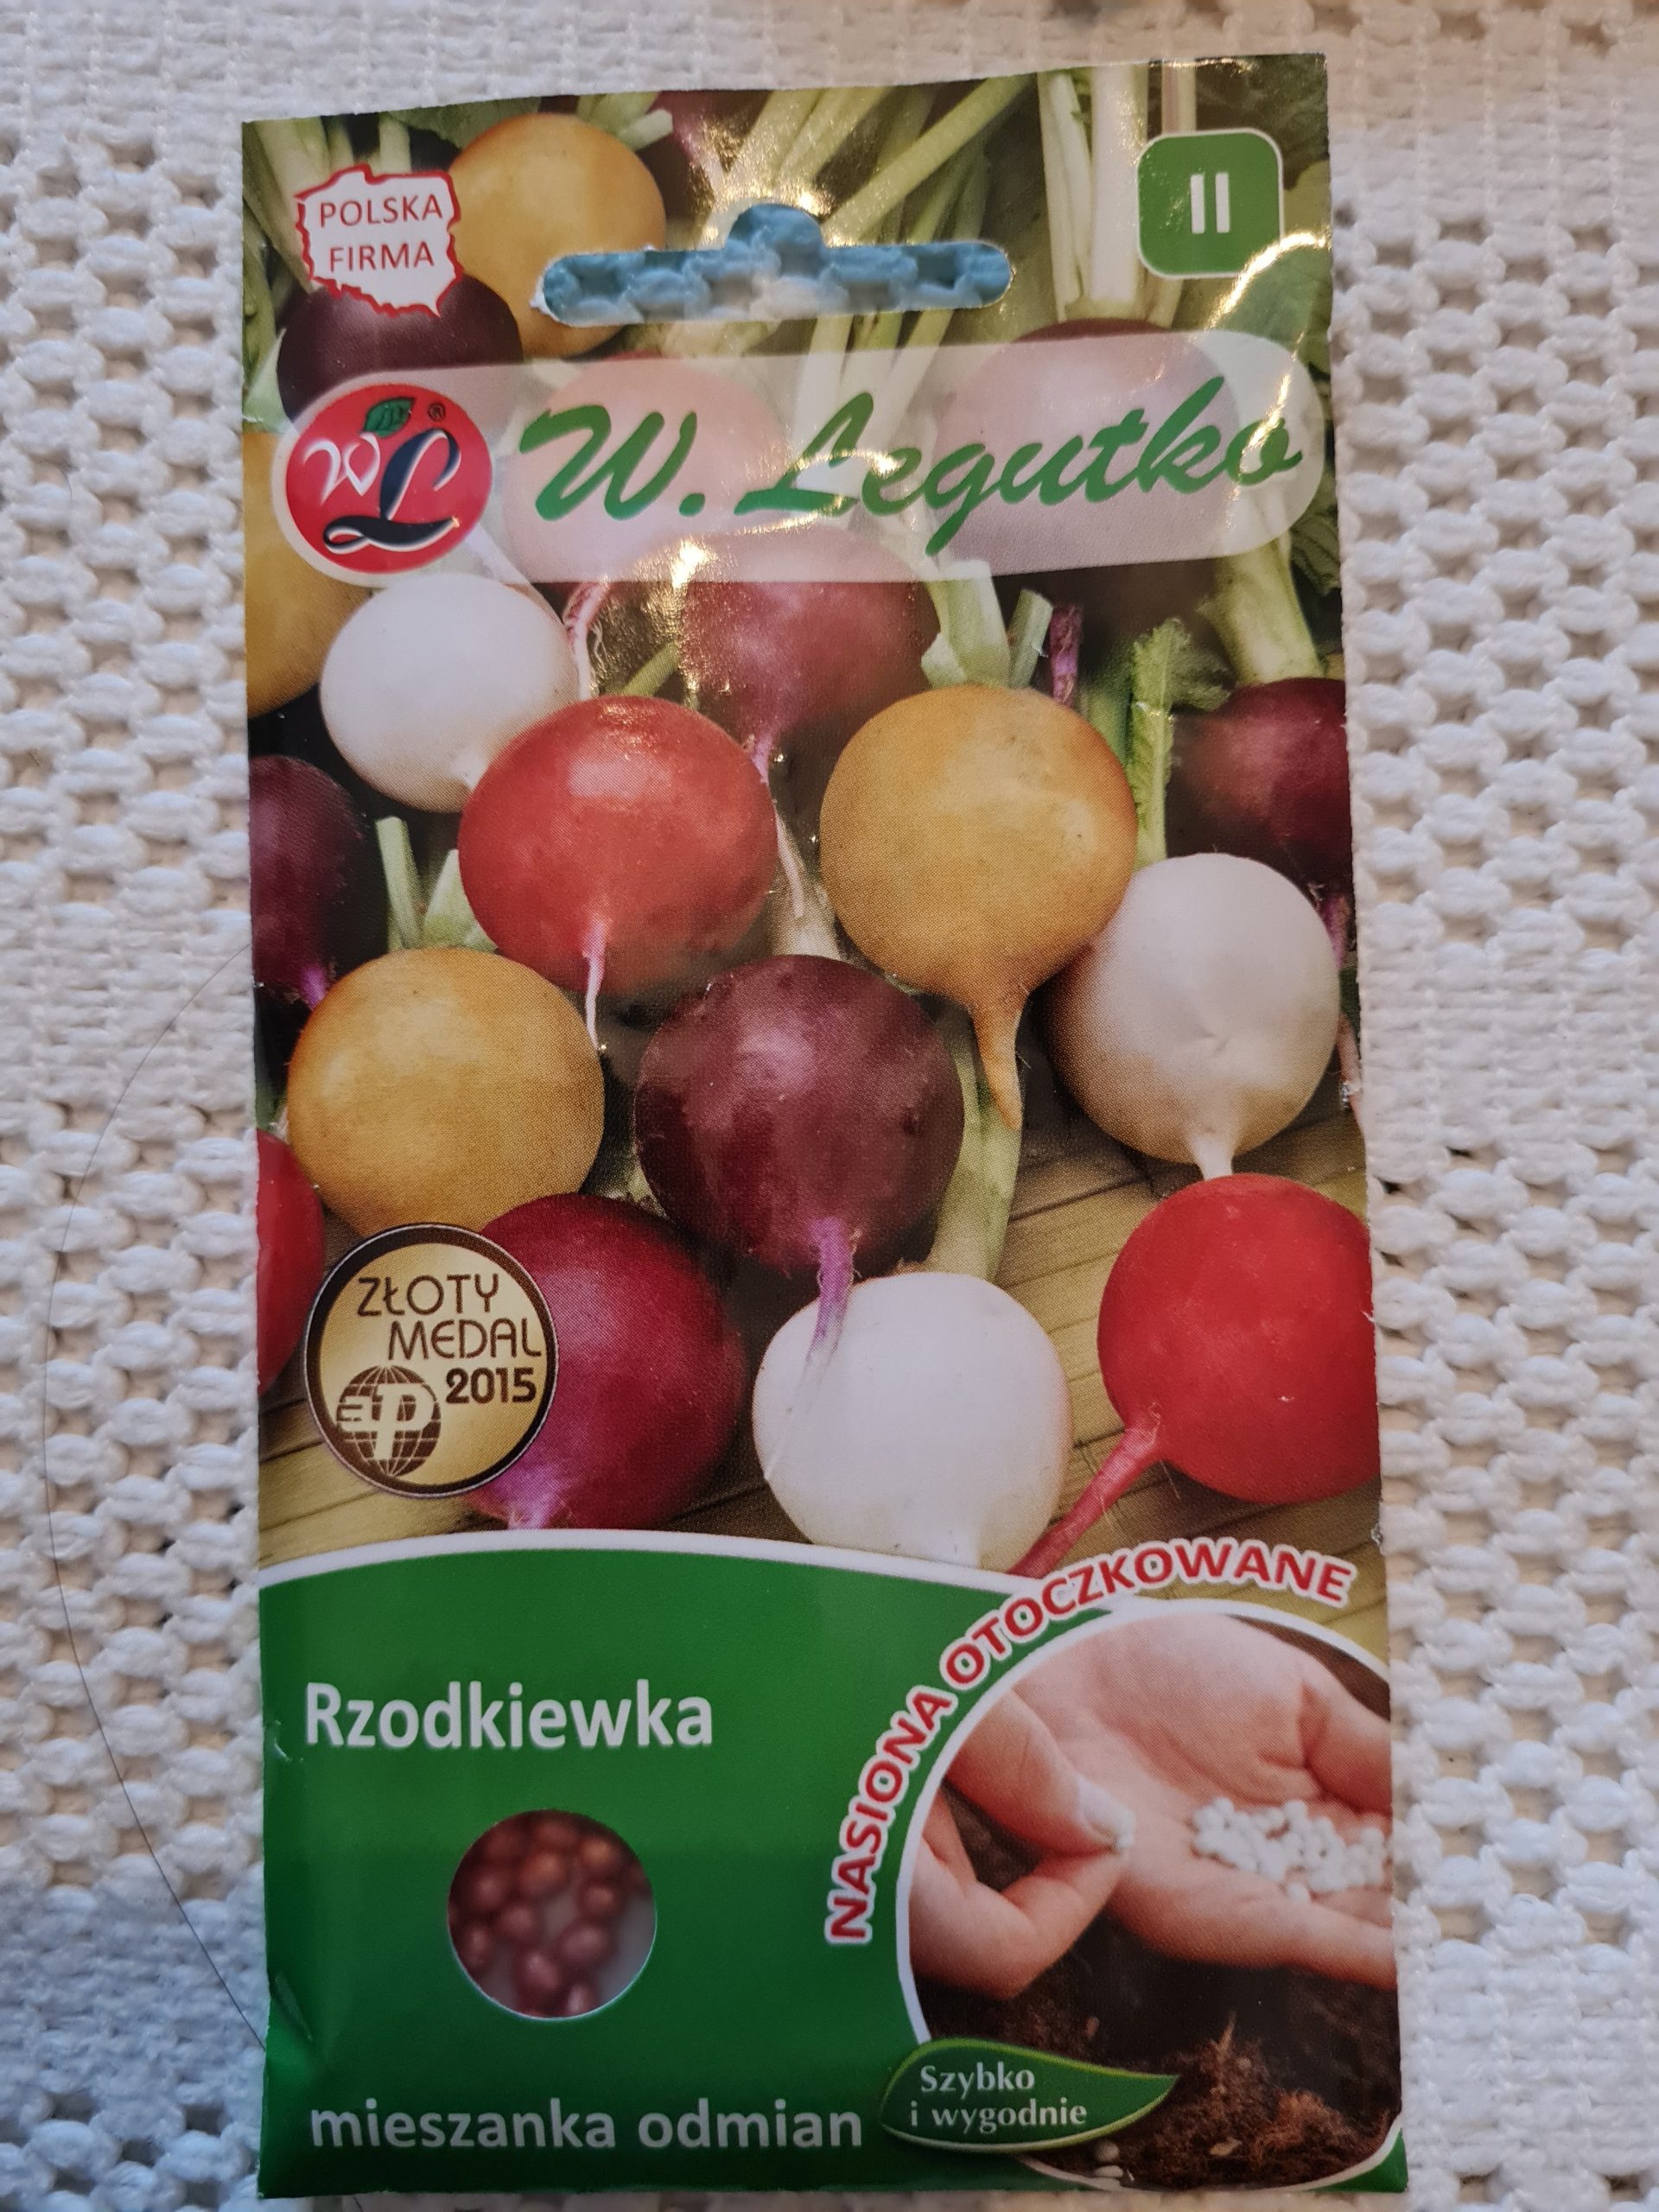 POLSKA
FIRMA
II
WL®
W. Legutko
ZŁOTY
MEDAL
2015
NASIONA OTOCZKOWANE
Rzodkiewka
Szybko
i wygodnie
mieszanka odmian